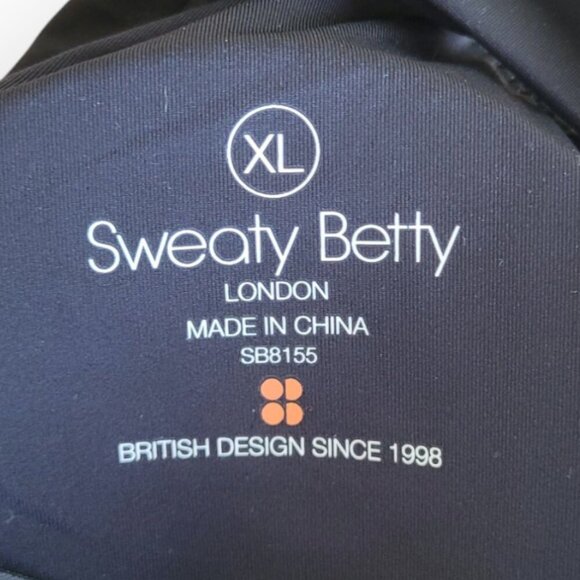 XL
Sweaty Betty
LONDON
MADE IN CHINA
SB8155
BRITISH DESIGN SINCE 1998